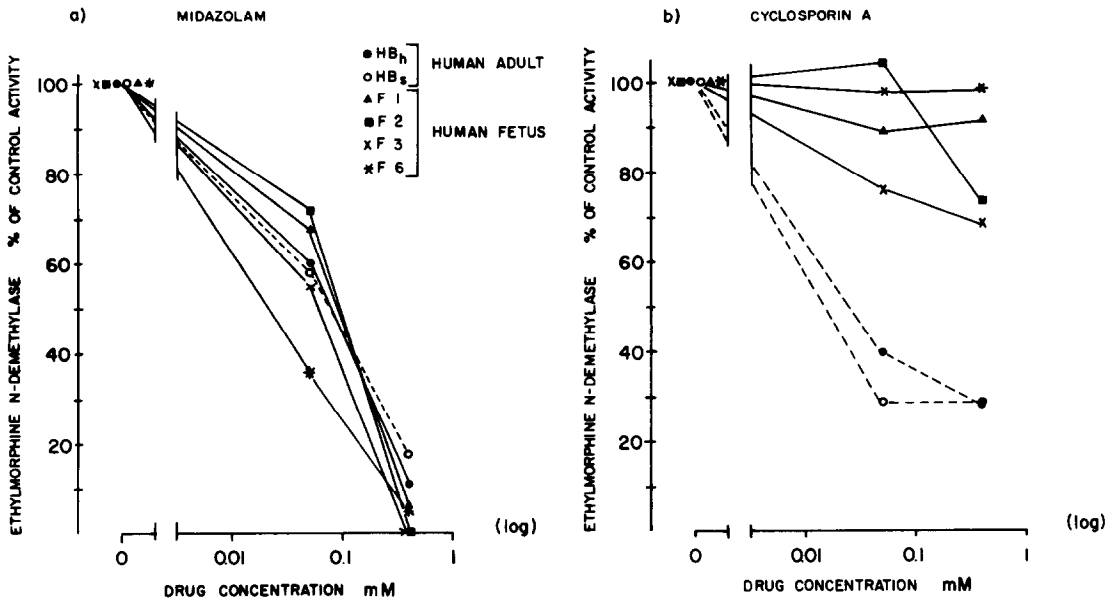 a) MIDAZOLAM
HBh
HBs
HUMAN ADULT
F 1
F 2
F 3
F 6
HUMAN FETUS
ETHYLMORPHINE N-DEMETHYLASE % OF CONTROL ACTIVITY
100
80
60
40
20
0
0.01
0.1
1
(log)
DRUG CONCENTRATION mM
b) CYCLOSPORIN A
ETHYLMORPHINE N-DEMETHYLASE % OF CONTROL ACTIVITY
100
80
60
40
20
0
0.01
0.1
1
(log)
DRUG CONCENTRATION mM